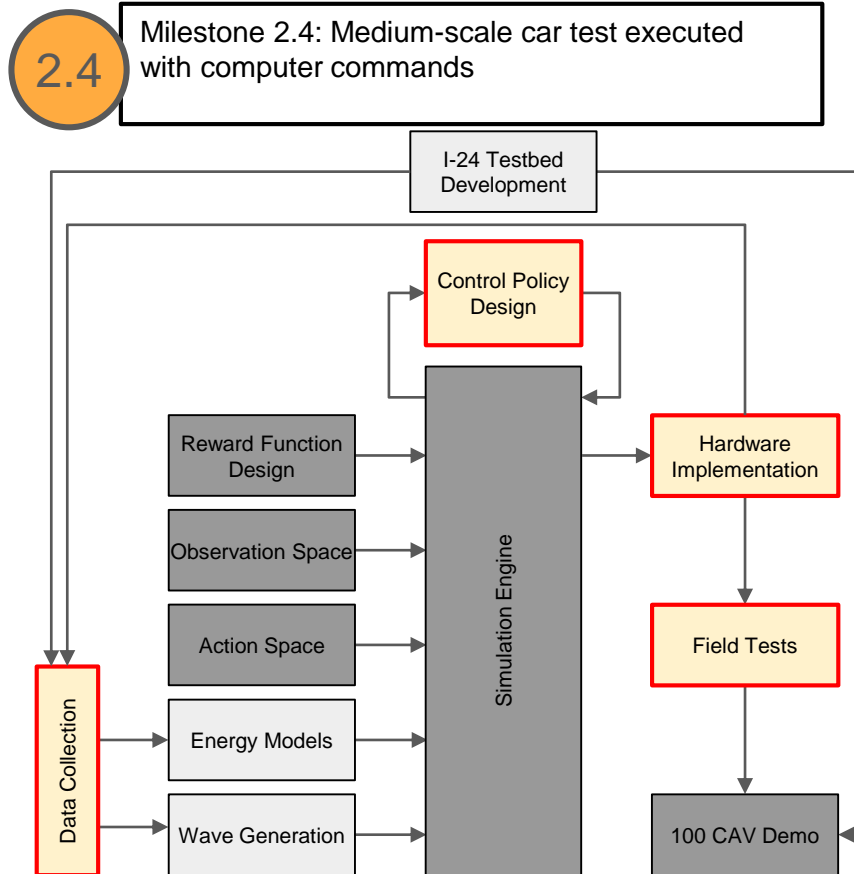 2.4
Milestone 2.4: Medium-scale car test executed
with computer commands
I-24 Testbed
Development
Control Policy
Design
Reward Function
Design
Hardware
Implementation
Observation Space
Simulation Engine
Action Space
Field Tests
Data Collection
Energy Models
Wave Generation
100 CAV Demo